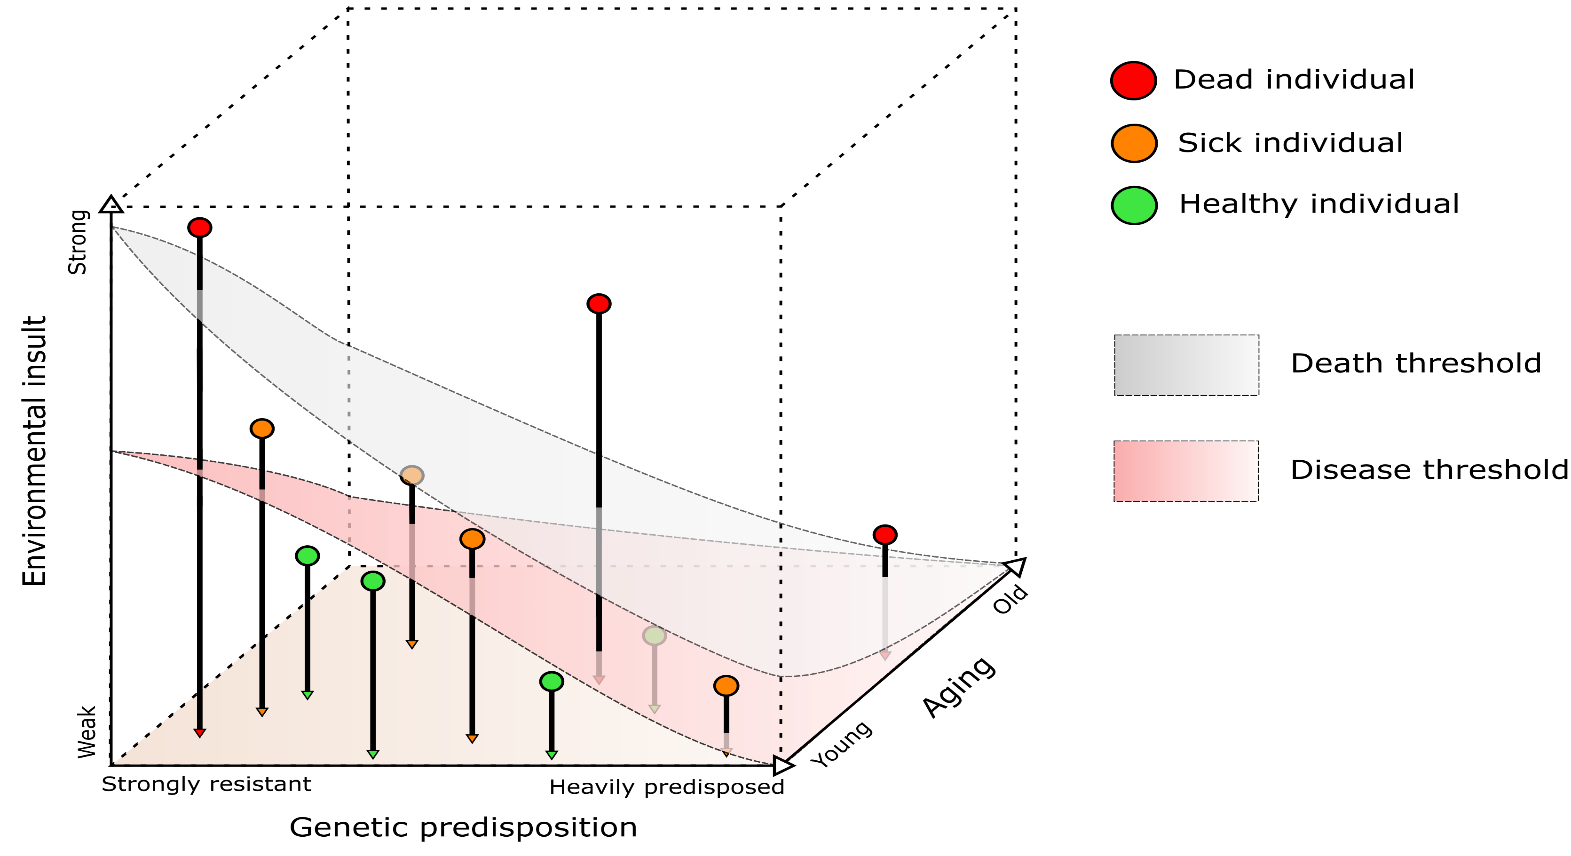 Dead individual
Sick individual
Healthy individual
Death threshold
Disease threshold
Strong
Environmental insult
Weak
Strongly resistant
Heavily predisposed
Genetic predisposition
Young
Aging
Old